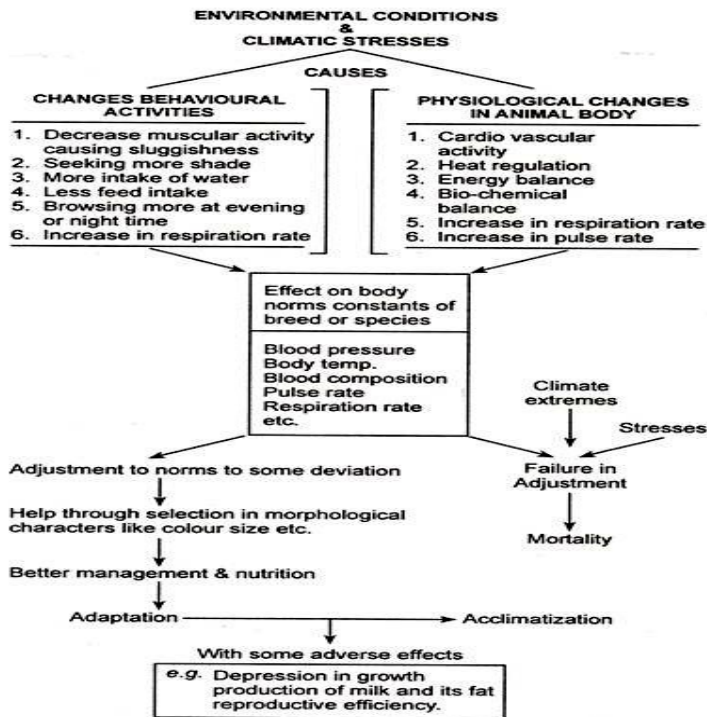 ENVIRONMENTAL CONDITIONS
&
CLIMATIC STRESSES
CAUSES
CHANGES BEHAVIOURAL
ACTIVITIES
1. Decrease muscular activity
causing sluggishness
2. Seeking more shade
3. More intake of water
4. Less feed intake
5. Browsing more at evening
or night time
6. Increase in respiration rate
PHYSIOLOGICAL CHANGES
IN ANIMAL BODY
1. Cardio vascular
activity
2. Heat regulation
3. Energy balance
4. Bio-chemical
balance
5. Increase in respiration rate
6. Increase in pulse rate
Effect on body
norms constants of
breed or species
Blood pressure
Body temp.
Blood composition
Pulse rate
Respiration rate
etc.
Climate
extremes
Stresses
Adjustment to norms to some deviation
Failure in
Adjustment
Mortality
Help through selection in morphological
characters like colour size etc.
Better management & nutrition
Adaptation
Acclimatization
With some adverse effects
e.g. Depression in growth
production of milk and its fat
reproductive efficiency.